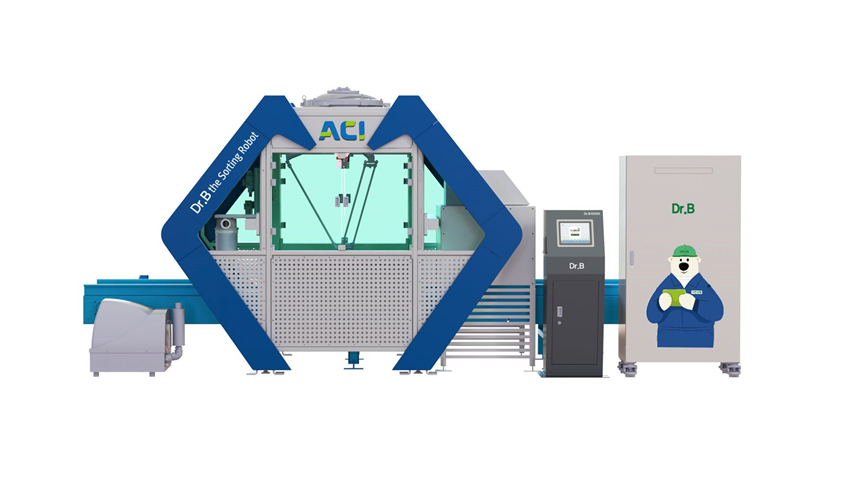 ACI
Dr.B the Sorting Robot
Dr.B
Dr.B